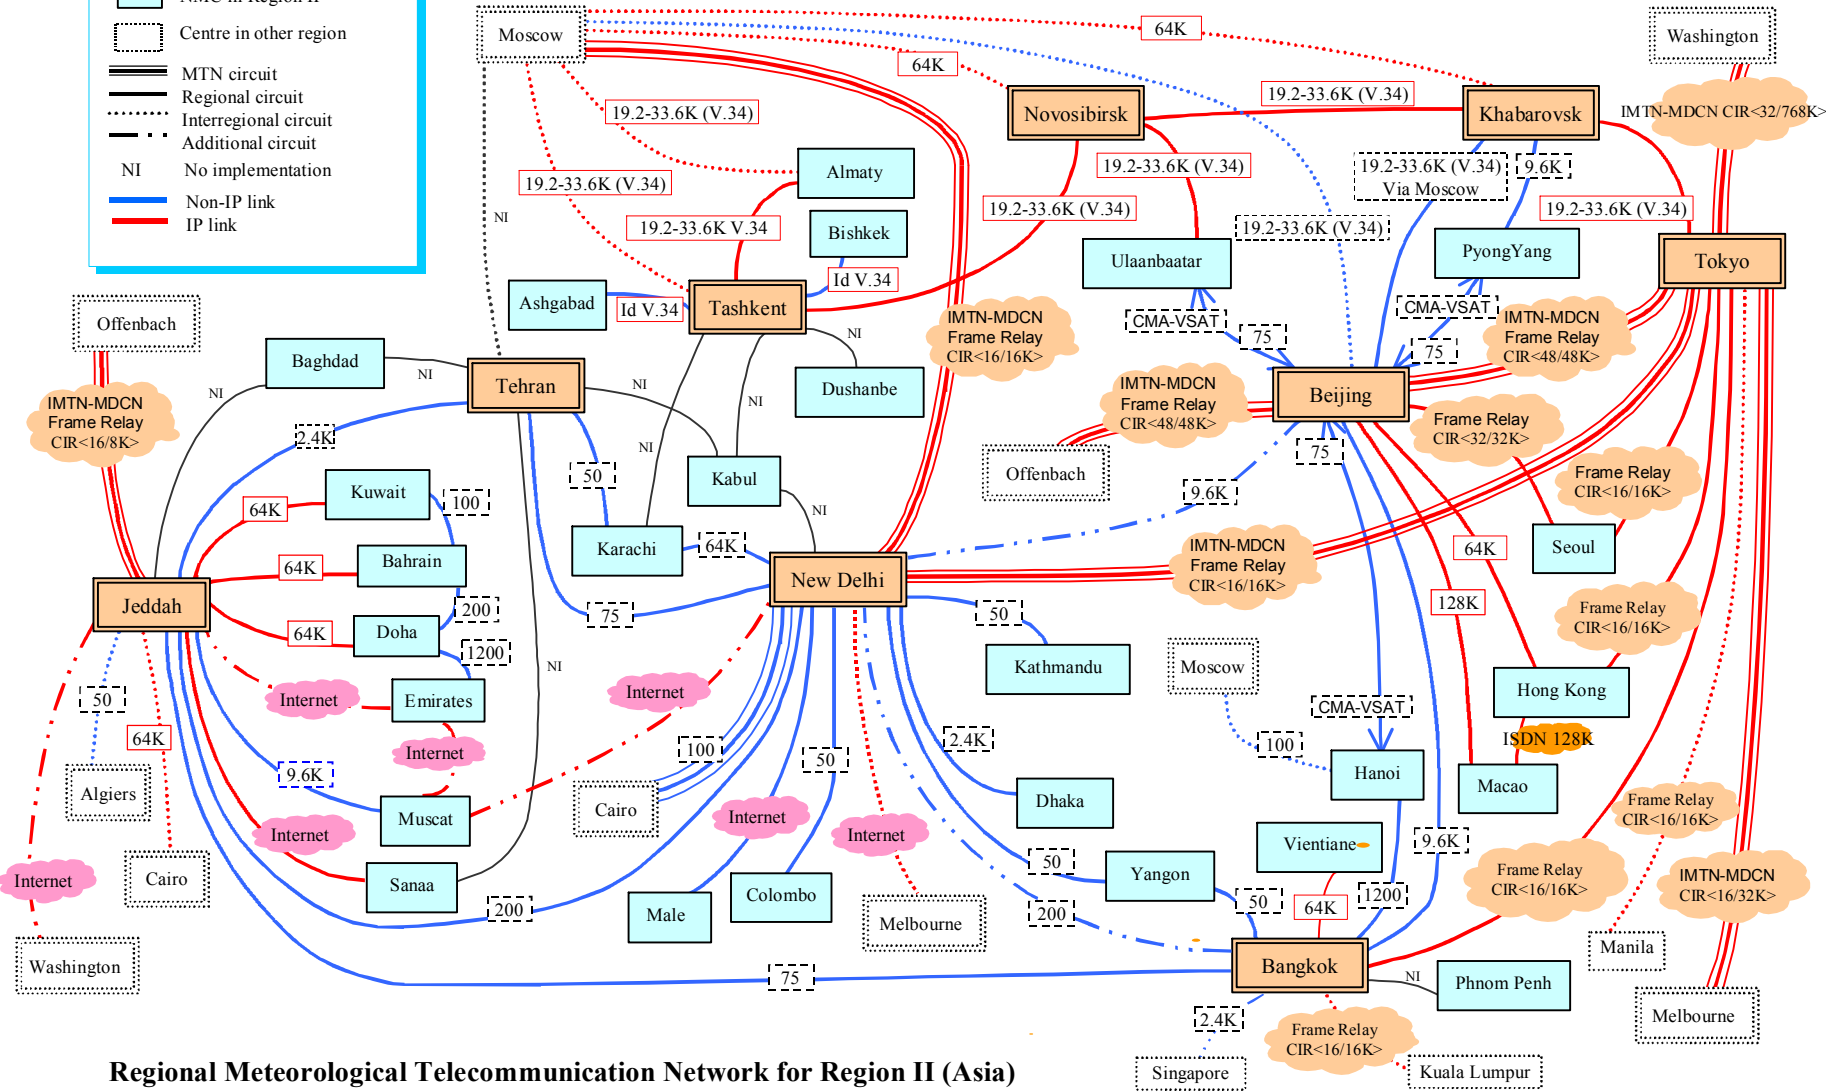 NMC in Region II
Centre in other region
MTN circuit
Regional circuit
Interregional circuit
Additional circuit
NI No implementation
Non-IP link
IP link
Moscow
64K
64K
Washington
IMTN-MDCN CIR<32/768K>
Novosibirsk
19.2-33.6K (V.34)
Khabarovsk
19.2-33.6K (V.34)
Almaty
19.2-33.6K (V.34)
19.2-33.6K (V.34)
Via Moscow
9.6K
19.2-33.6K (V.34)
19.2-33.6K (V.34)
19.2-33.6K (V.34)
NI
19.2-33.6K V.34
Bishkek
19.2-33.6K (V.34)
Ulaanbaatar
PyongYang
Tokyo
Id V.34
Ashgabad
Id V.34
Tashkent
CMA-VSAT
CMA-VSAT
Offenbach
IMTN-MDCN
Frame Relay
CIR<16/16K>
75
75
IMTN-MDCN
Frame Relay
CIR<48/48K>
Baghdad
NI
NI
Tehran
NI
NI
Dushanbe
NI
NI
IMTN-MDCN
Frame Relay
CIR<16/8K>
IMTN-MDCN
Frame Relay
CIR<48/48K>
Beijing
Frame Relay
CIR<32/32K>
2.4K
50
Kabul
NI
75
Offenbach
9.6K
Frame Relay
CIR<16/16K>
Kuwait
100
64K
Karachi
64K
Bahrain
64K
New Delhi
IMTN-MDCN
Frame Relay
CIR<16/16K>
64K
Seoul
Jeddah
200
75
50
128K
Frame Relay
CIR<16/16K>
64K
Doha
1200
NI
Kathmandu
Moscow
Internet
Emirates
Internet
Hong Kong
50
64K
Internet
CMA-VSAT
ISDN 128K
100
50
2.4K
100
Hanoi
Macao
9.6K
Algiers
Muscat
Cairo
Internet
Dhaka
Frame Relay
CIR<16/16K>
Internet
Internet
Vientiane
9.6K
Internet
Cairo
Sanaa
50
Yangon
50
1200
Frame Relay
CIR<16/16K>
IMTN-MDCN
CIR<16/32K>
200
Male
Colombo
Melbourne
200
64K
Manila
Washington
75
Bangkok
NI
Phnom Penh
2.4K
Frame Relay
CIR<16/16K>
Melbourne
Singapore
Kuala Lumpur
Regional Meteorological Telecommunication Network for Region II (Asia)